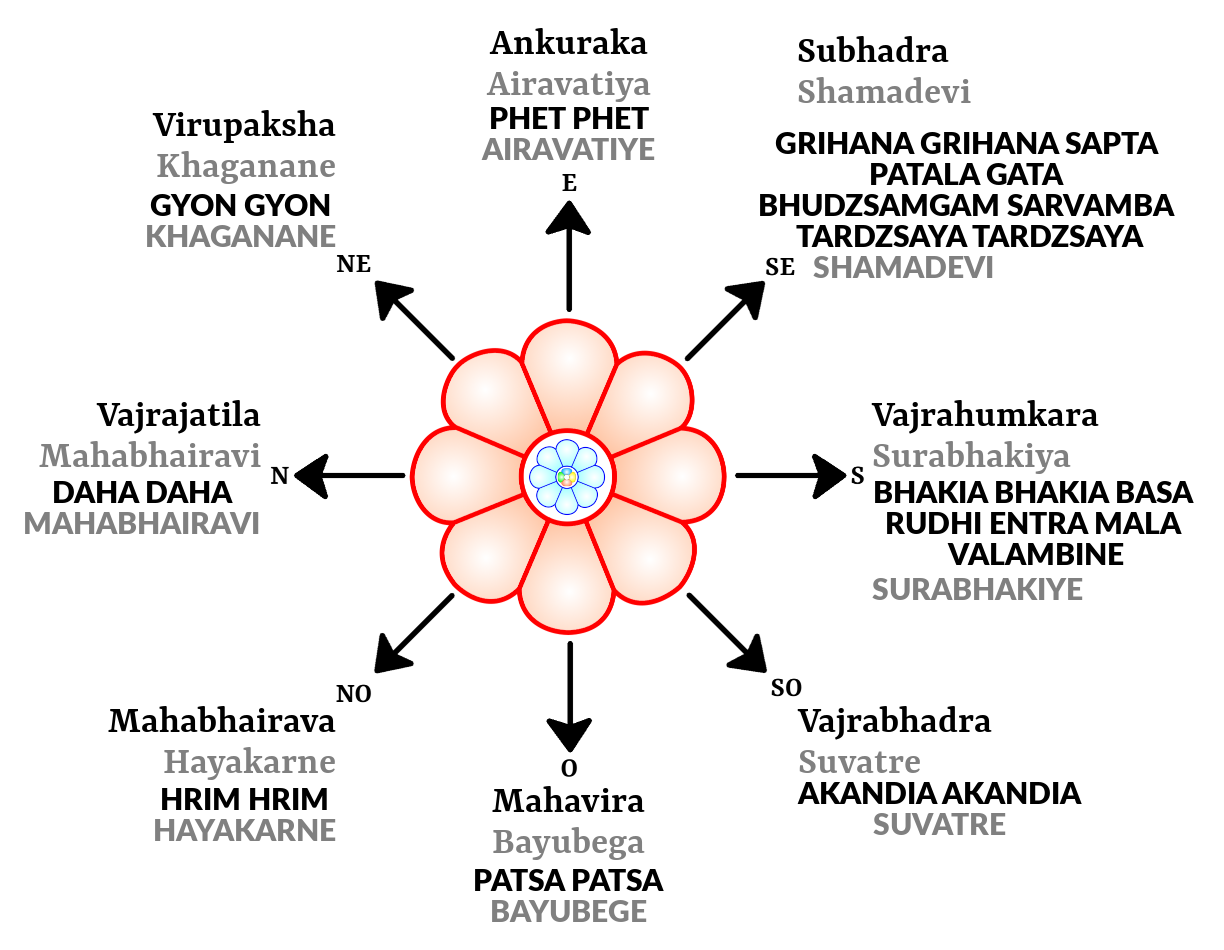 Ankuraka
Airavatiya
PHET PHET
AIRAVATIYE
E
Subhadra
Shamadevi
GRIHANA GRIHANA SAPTA
PATALA GATA
BHUDZSAMGAM SARVAMBA
TARDZSAYA TARDZSAYA
SE SHAMADEVI
Virupaksha
Khaganane
GYON GYON
KHAGANANE
NE
Vajrajatila
Mahabhairavi
N
DAHA DAHA
MAHABHAIRAVI
Vajrahumkara
Surabhakiya
S
BHAKIA BHAKIA BASA
RUDHI ENTRA MALA
VALAMBINE
SURABHAKIYE
NO
Mahabhairava
Hayakarne
HRIM HRIM
HAYAKARNE
O
Mahavira
Bayubega
PATSA PATSA
BAYUBEGE
SO
Vajrabhadra
Suvatre
AKANDIA AKANDIA
SUVATRE